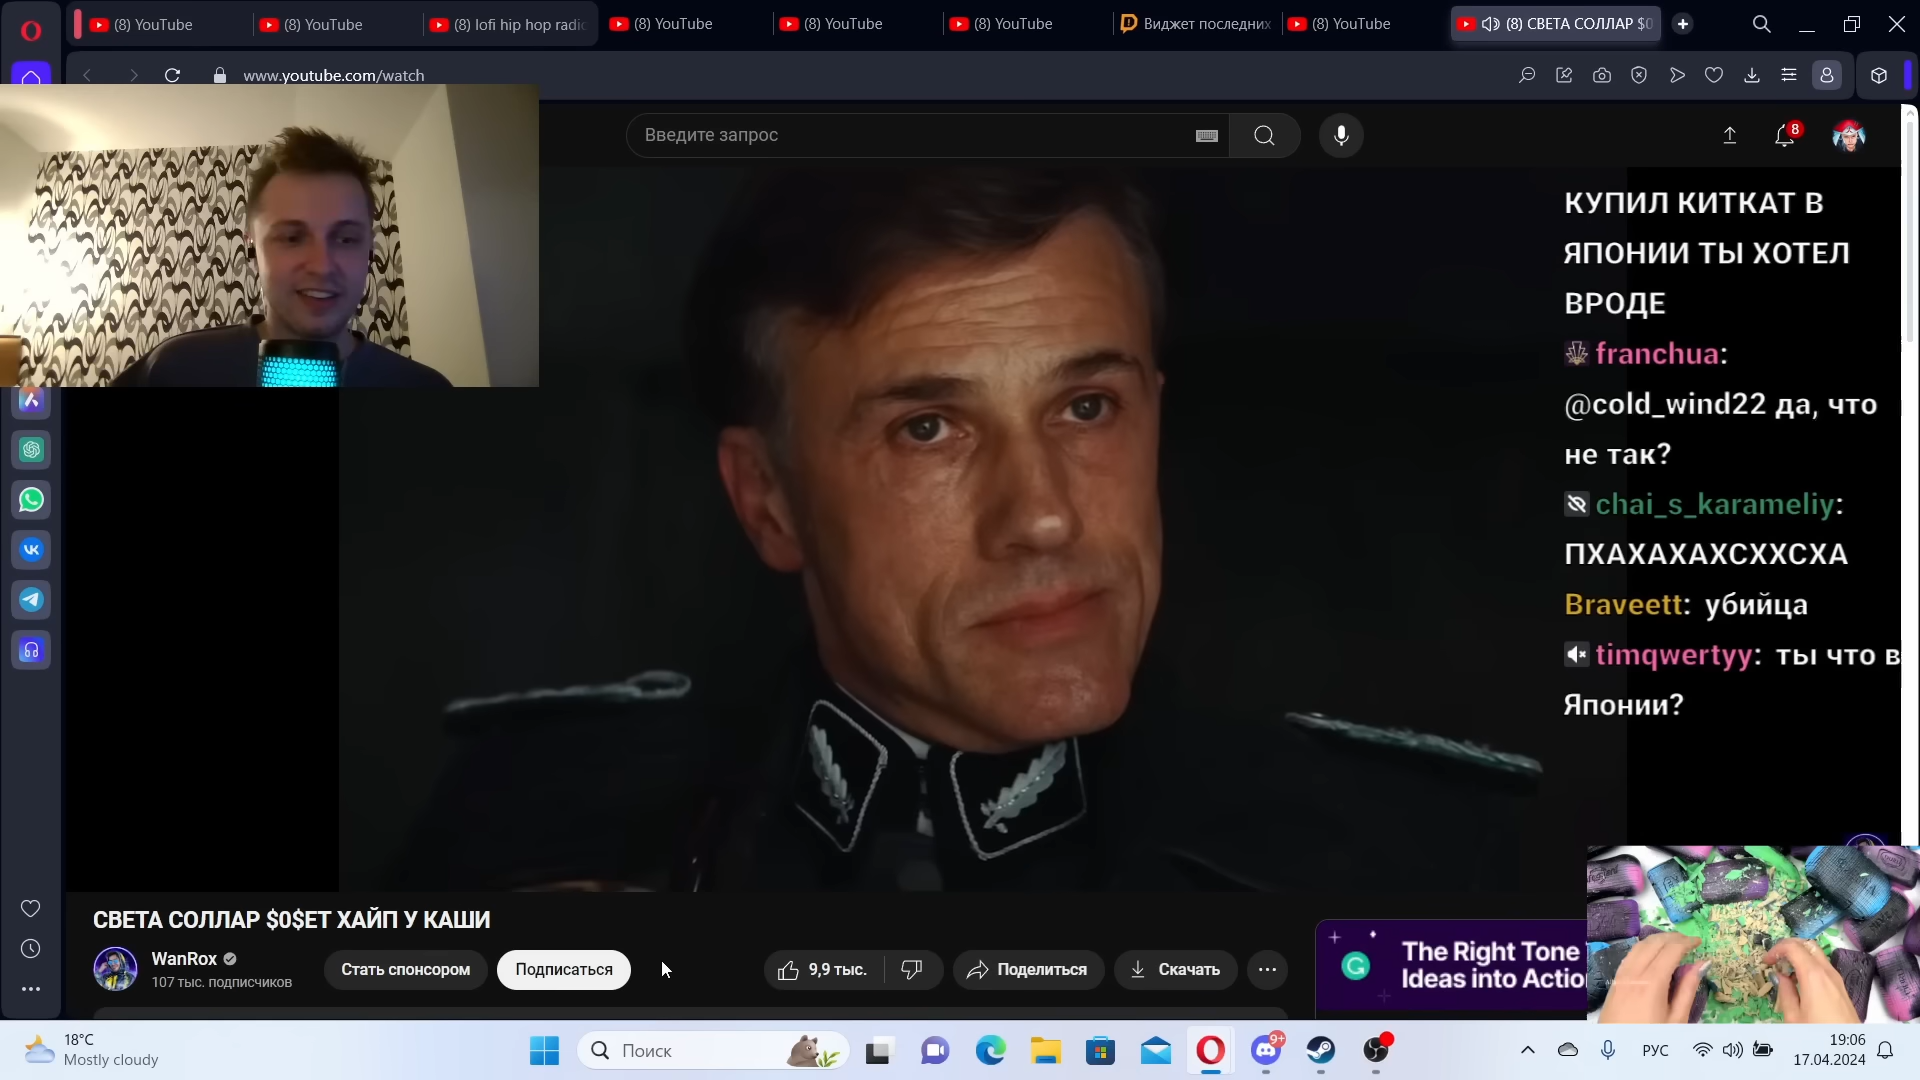 (8) YouTube
(8) YouTube
(8) lofi hip hop radio
(8) YouTube
(8) YouTube
(8) YouTube
Виджет последних
(8) YouTube
(8) СВЕТА СОЛЛАР $0
www.youtube.com/watch
Введите запрос
8
КУПИЛ КИТКАТ В
ЯПОНИИ ТЫ ХОТЕЛ
ВРОДЕ
franchua:
@cold_wind22 да, что
не так?
chai_s_karameliy:
ПХАХАХАХСХХСХА
Braveett: убийца
timqwertyy: ты что в
Японии?
СВЕТА СОЛЛАР $0$ЕТ ХАЙП У КАШИ
WanRox
107 тыс. подписчиков
Стать спонсором
Подписаться
9,9 тыс.
Поделиться
Скачать
The Right Tone
Ideas into Actio
18°C
Mostly cloudy
Поиск
9+
РУС
19:06
17.04.2024